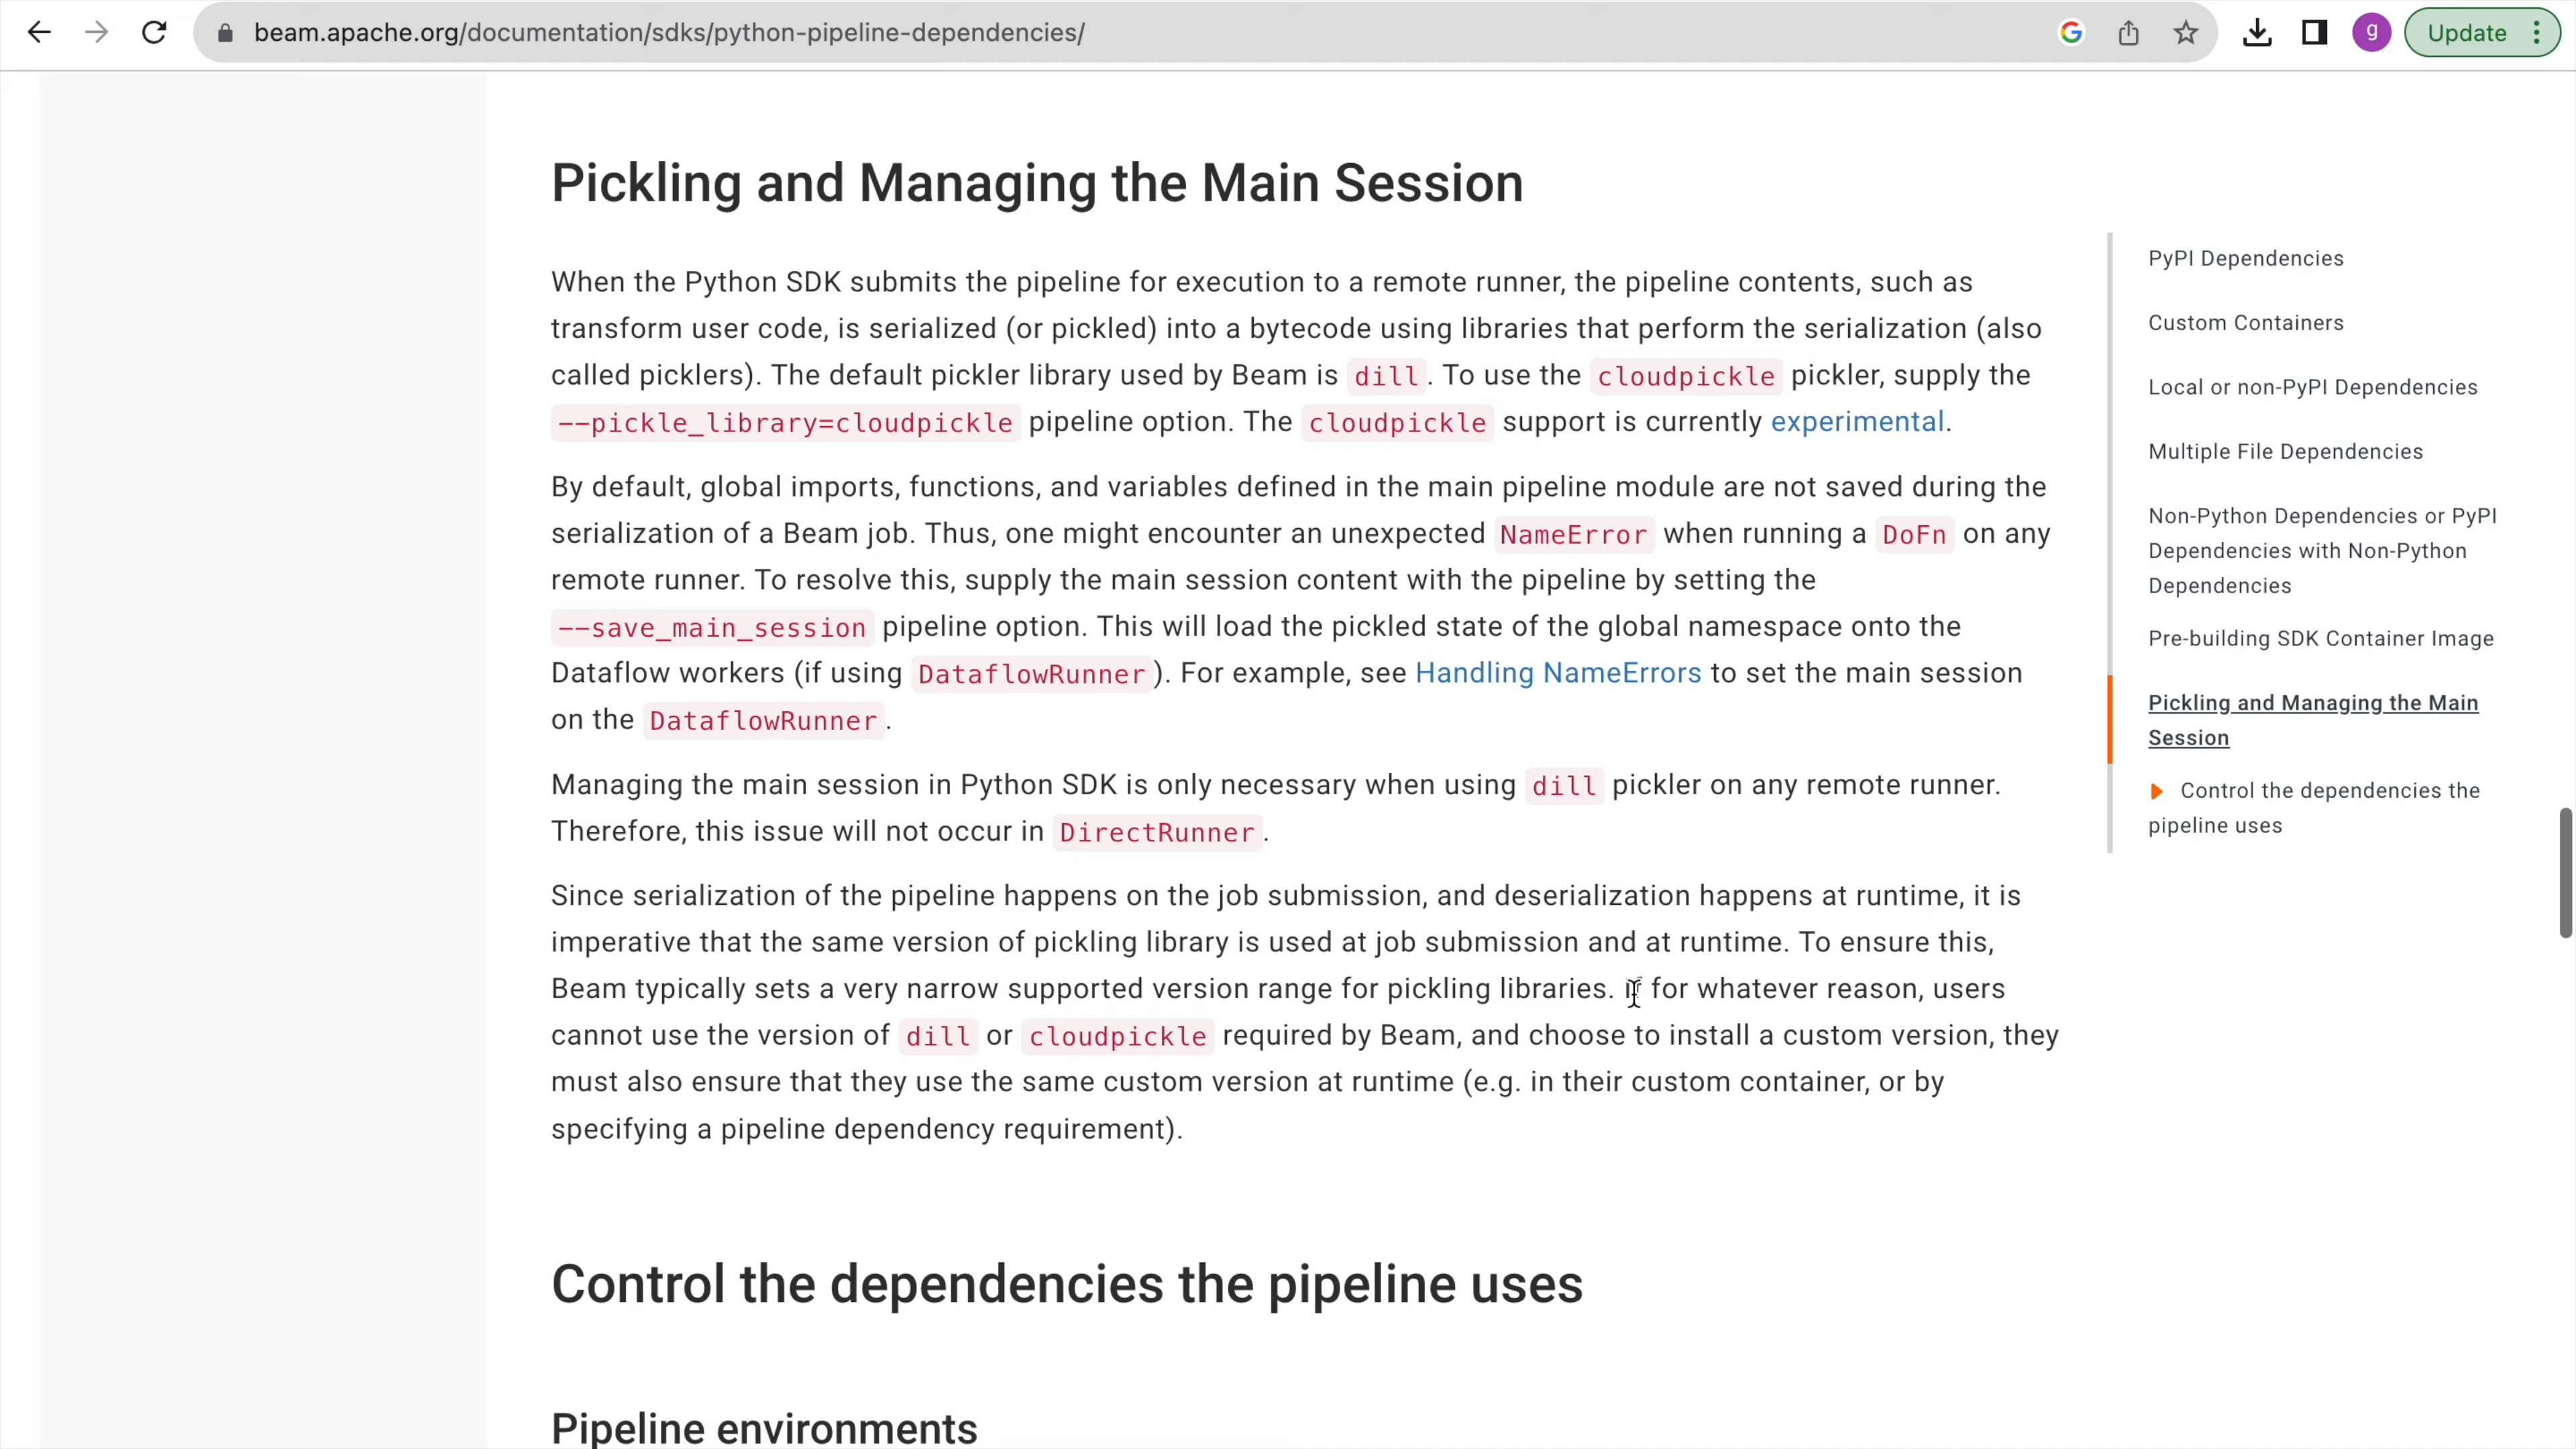 beam.apache.org/documentation/sdks/python-pipeline-dependencies/
g
Update
Pickling and Managing the Main Session
When the Python SDK submits the pipeline for execution to a remote runner, the pipeline contents, such as
transform user code, is serialized (or pickled) into a bytecode using libraries that perform the serialization (also
called picklers). The default pickler library used by Beam is dill. To use the cloudpickle pickler, supply the
--pickle_library=cloudpickle pipeline option. The cloudpickle support is currently experimental.
By default, global imports, functions, and variables defined in the main pipeline module are not saved during the
serialization of a Beam job. Thus, one might encounter an unexpected NameError when running a DoFn on any
remote runner. To resolve this, supply the main session content with the pipeline by setting the
--save_main_session pipeline option. This will load the pickled state of the global namespace onto the
Dataflow workers (if using DataflowRunner). For example, see Handling NameErrors to set the main session
on the DataflowRunner.
Managing the main session in Python SDK is only necessary when using dill pickler on any remote runner.
Therefore, this issue will not occur in DirectRunner.
Since serialization of the pipeline happens on the job submission, and deserialization happens at runtime, it is
imperative that the same version of pickling library is used at job submission and at runtime. To ensure this,
Beam typically sets a very narrow supported version range for pickling libraries. for whatever reason, users
cannot use the version of dill or cloudpickle required by Beam, and choose to install a custom version, they
must also ensure that they use the same custom version at runtime (e.g. in their custom container, or by
specifying a pipeline dependency requirement).
Control the dependencies the pipeline uses
Pipeline environments
PyPI Dependencies
Custom Containers
Local or non-PyPI Dependencies
Multiple File Dependencies
Non-Python Dependencies or PyPI
Dependencies with Non-Python
Dependencies
Pre-building SDK Container Image
Pickling and Managing the Main
Session
Control the dependencies the
pipeline uses